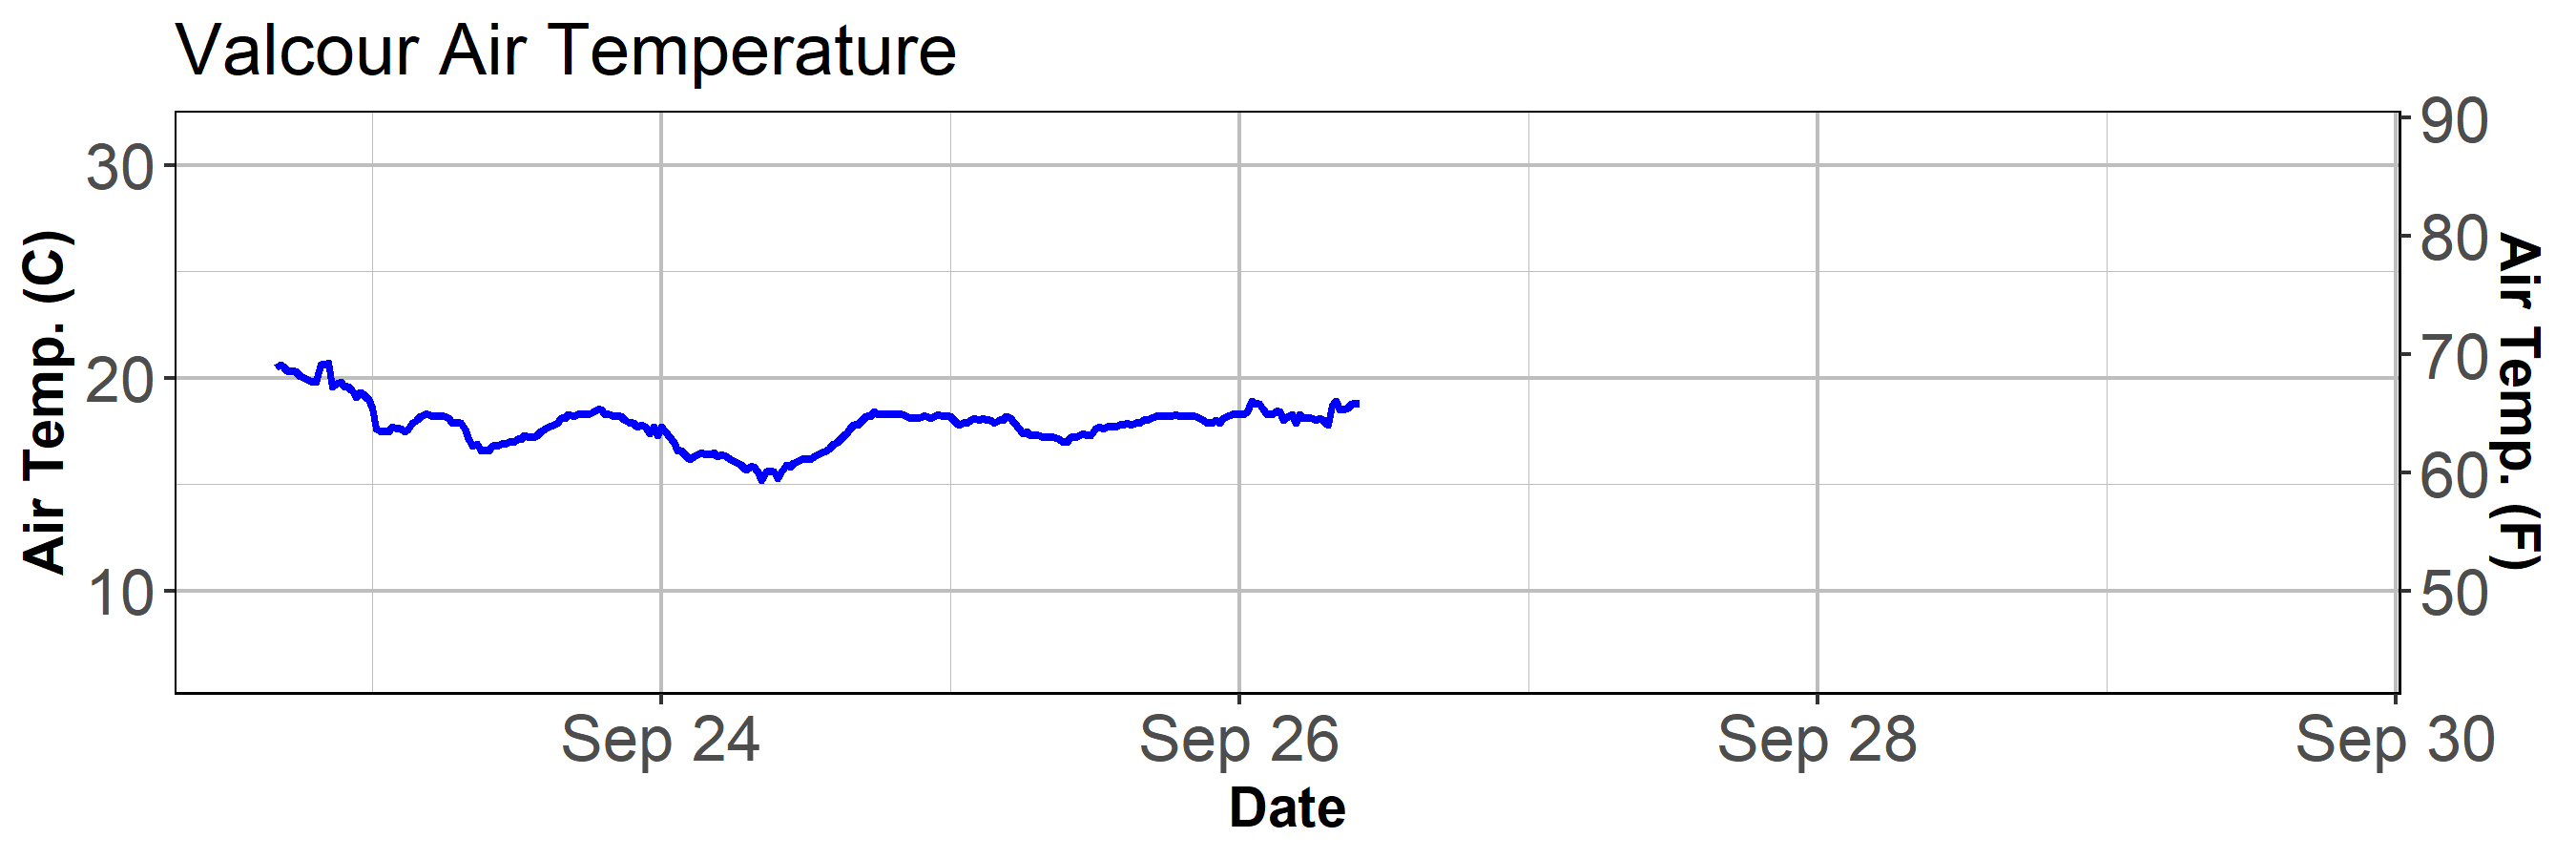 Valcour Air Temperature
Air Temp. (C)
30
20
10
90
80
70
60
50
Air Temp. (F)
Sep 24
Sep 26
Sep 28
Sep 30
Date